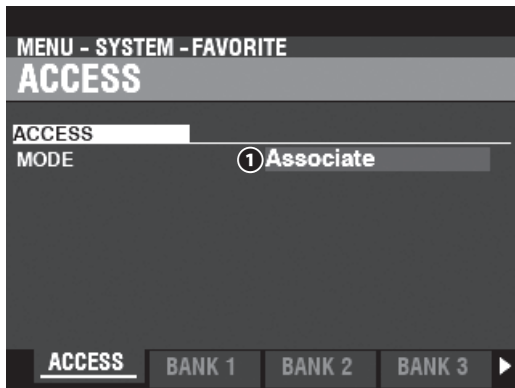 MENU - SYSTEM - FAVORITE
ACCESS
ACCESS
MODE ① Associate
ACCESS BANK 1 BANK 2 BANK 3 ▶